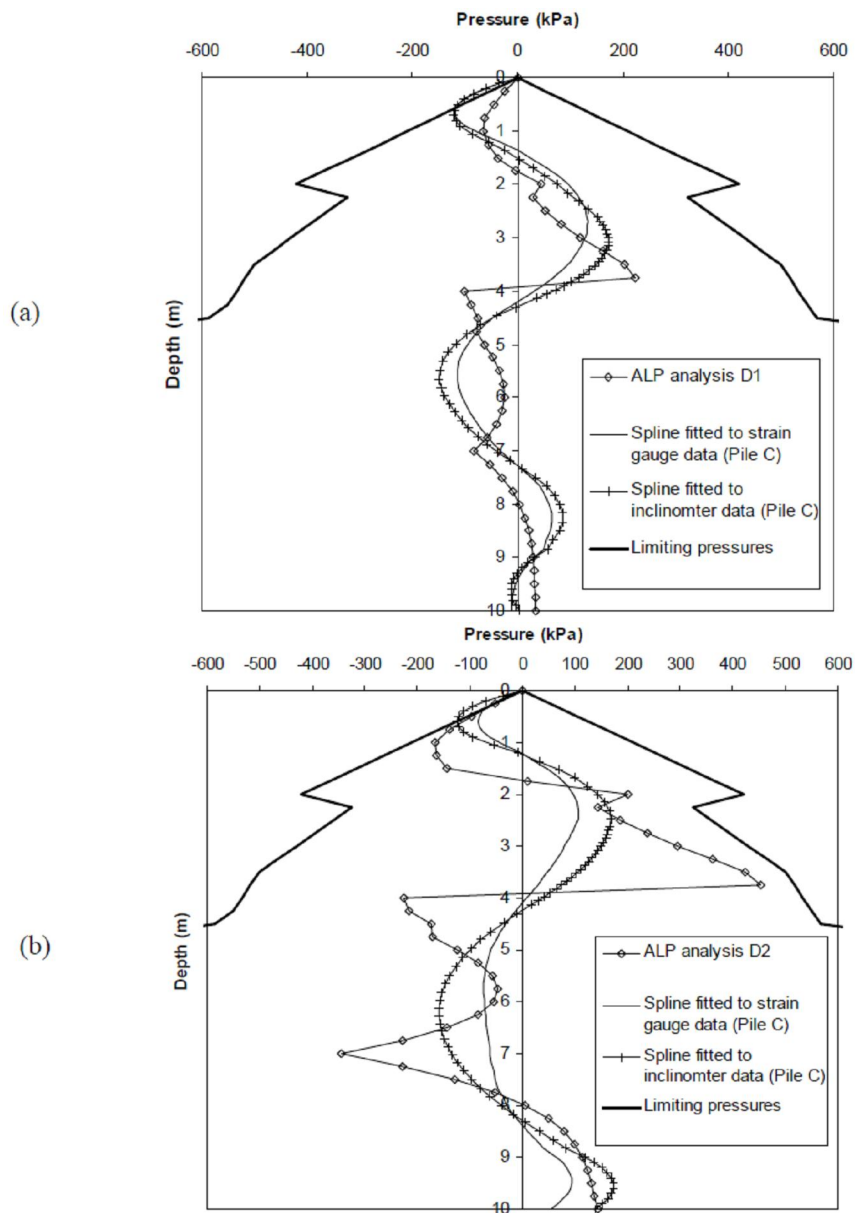 Pressure (kPa)
-600 -400 -200 0 200 400 600
0
1
2
3
4
5
6
7
8
9
10
Depth (m)
(a)
ALP analysis D1
Spline fitted to strain
gauge data (Pile C)
Spline fitted to
inclinomter data (Pile C)
Limiting pressures
Pressure (kPa)
-600 -500 -400 -300 -200 -100 0 100 200 300 400 500 600
0
1
2
3
4
5
6
7
8
9
10
Depth (m)
(b)
ALP analysis D2
Spline fitted to strain
gauge data (Pile C)
Spline fitted to
inclinomter data (Pile C)
Limiting pressures